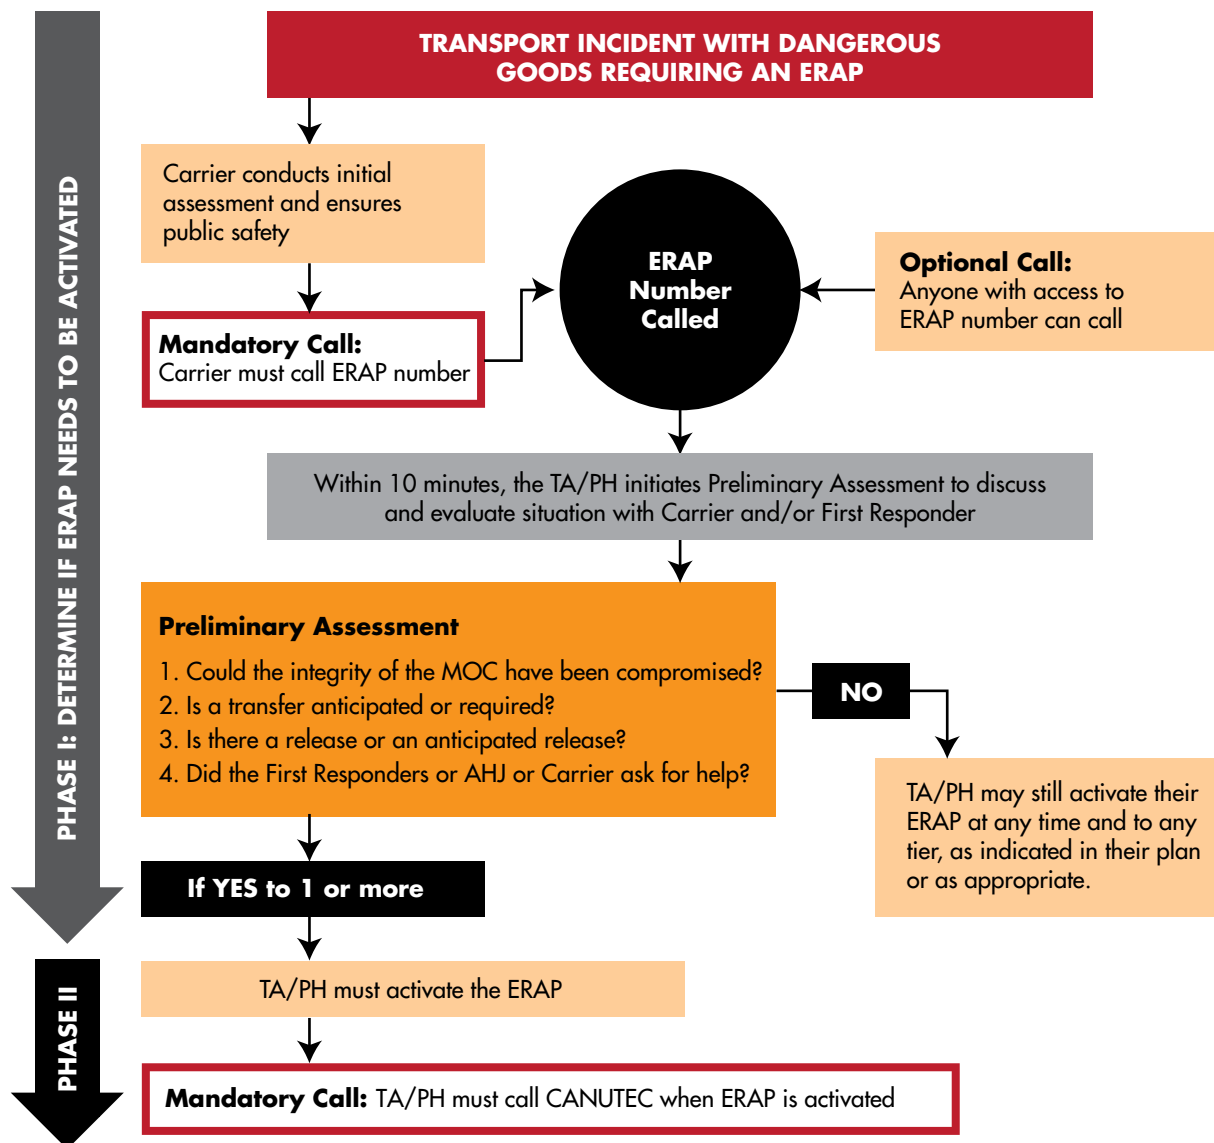 TRANSPORT INCIDENT WITH DANGEROUS
GOODS REQUIRING AN ERAP
PHASE I: DETERMINE IF ERAP NEEDS TO BE ACTIVATED
Carrier conducts initial
assessment and ensures
public safety
Mandatory Call:
Carrier must call ERAP number
ERAP
Number
Called
Optional Call:
Anyone with access to
ERAP number can call
Within 10 minutes, the TA/PH initiates Preliminary Assessment to discuss
and evaluate situation with Carrier and/or First Responder
Preliminary Assessment
1. Could the integrity of the MOC have been compromised?
2. Is a transfer anticipated or required?
3. Is there a release or an anticipated release?
4. Did the First Responders or AHJ or Carrier ask for help?
NO
TA/PH may still activate their
ERAP at any time and to any
tier, as indicated in their plan
or as appropriate.
If YES to 1 or more
PHASE II
TA/PH must activate the ERAP
Mandatory Call: TA/PH must call CANUTEC when ERAP is activated